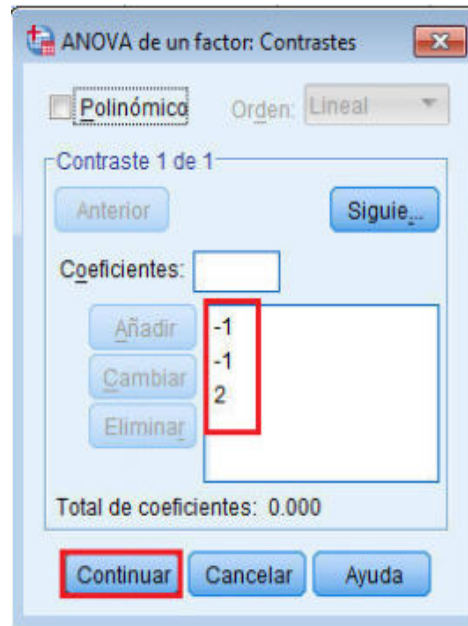 ANOVA de un factor: Contrastes
Polinómico Orden: Lineal
Contraste 1 de 1
Anterior Siguie...
Coeficientes:
Añadir
Cambiar
Eliminar
-1
-1
2
Total de coeficientes: 0.000
Continuar Cancelar Ayuda